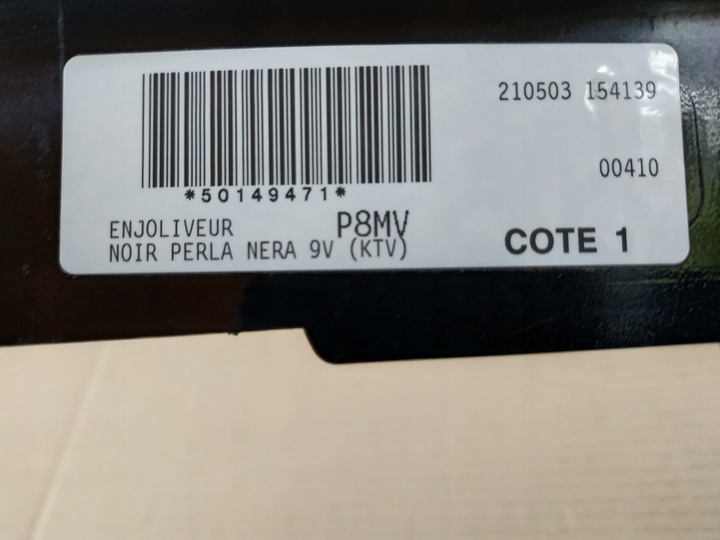 210503 154139
*50149471*
00410
ENJOLIVEUR P8MV
NOIR PERLA NERA 9V (KTV)
COTE 1